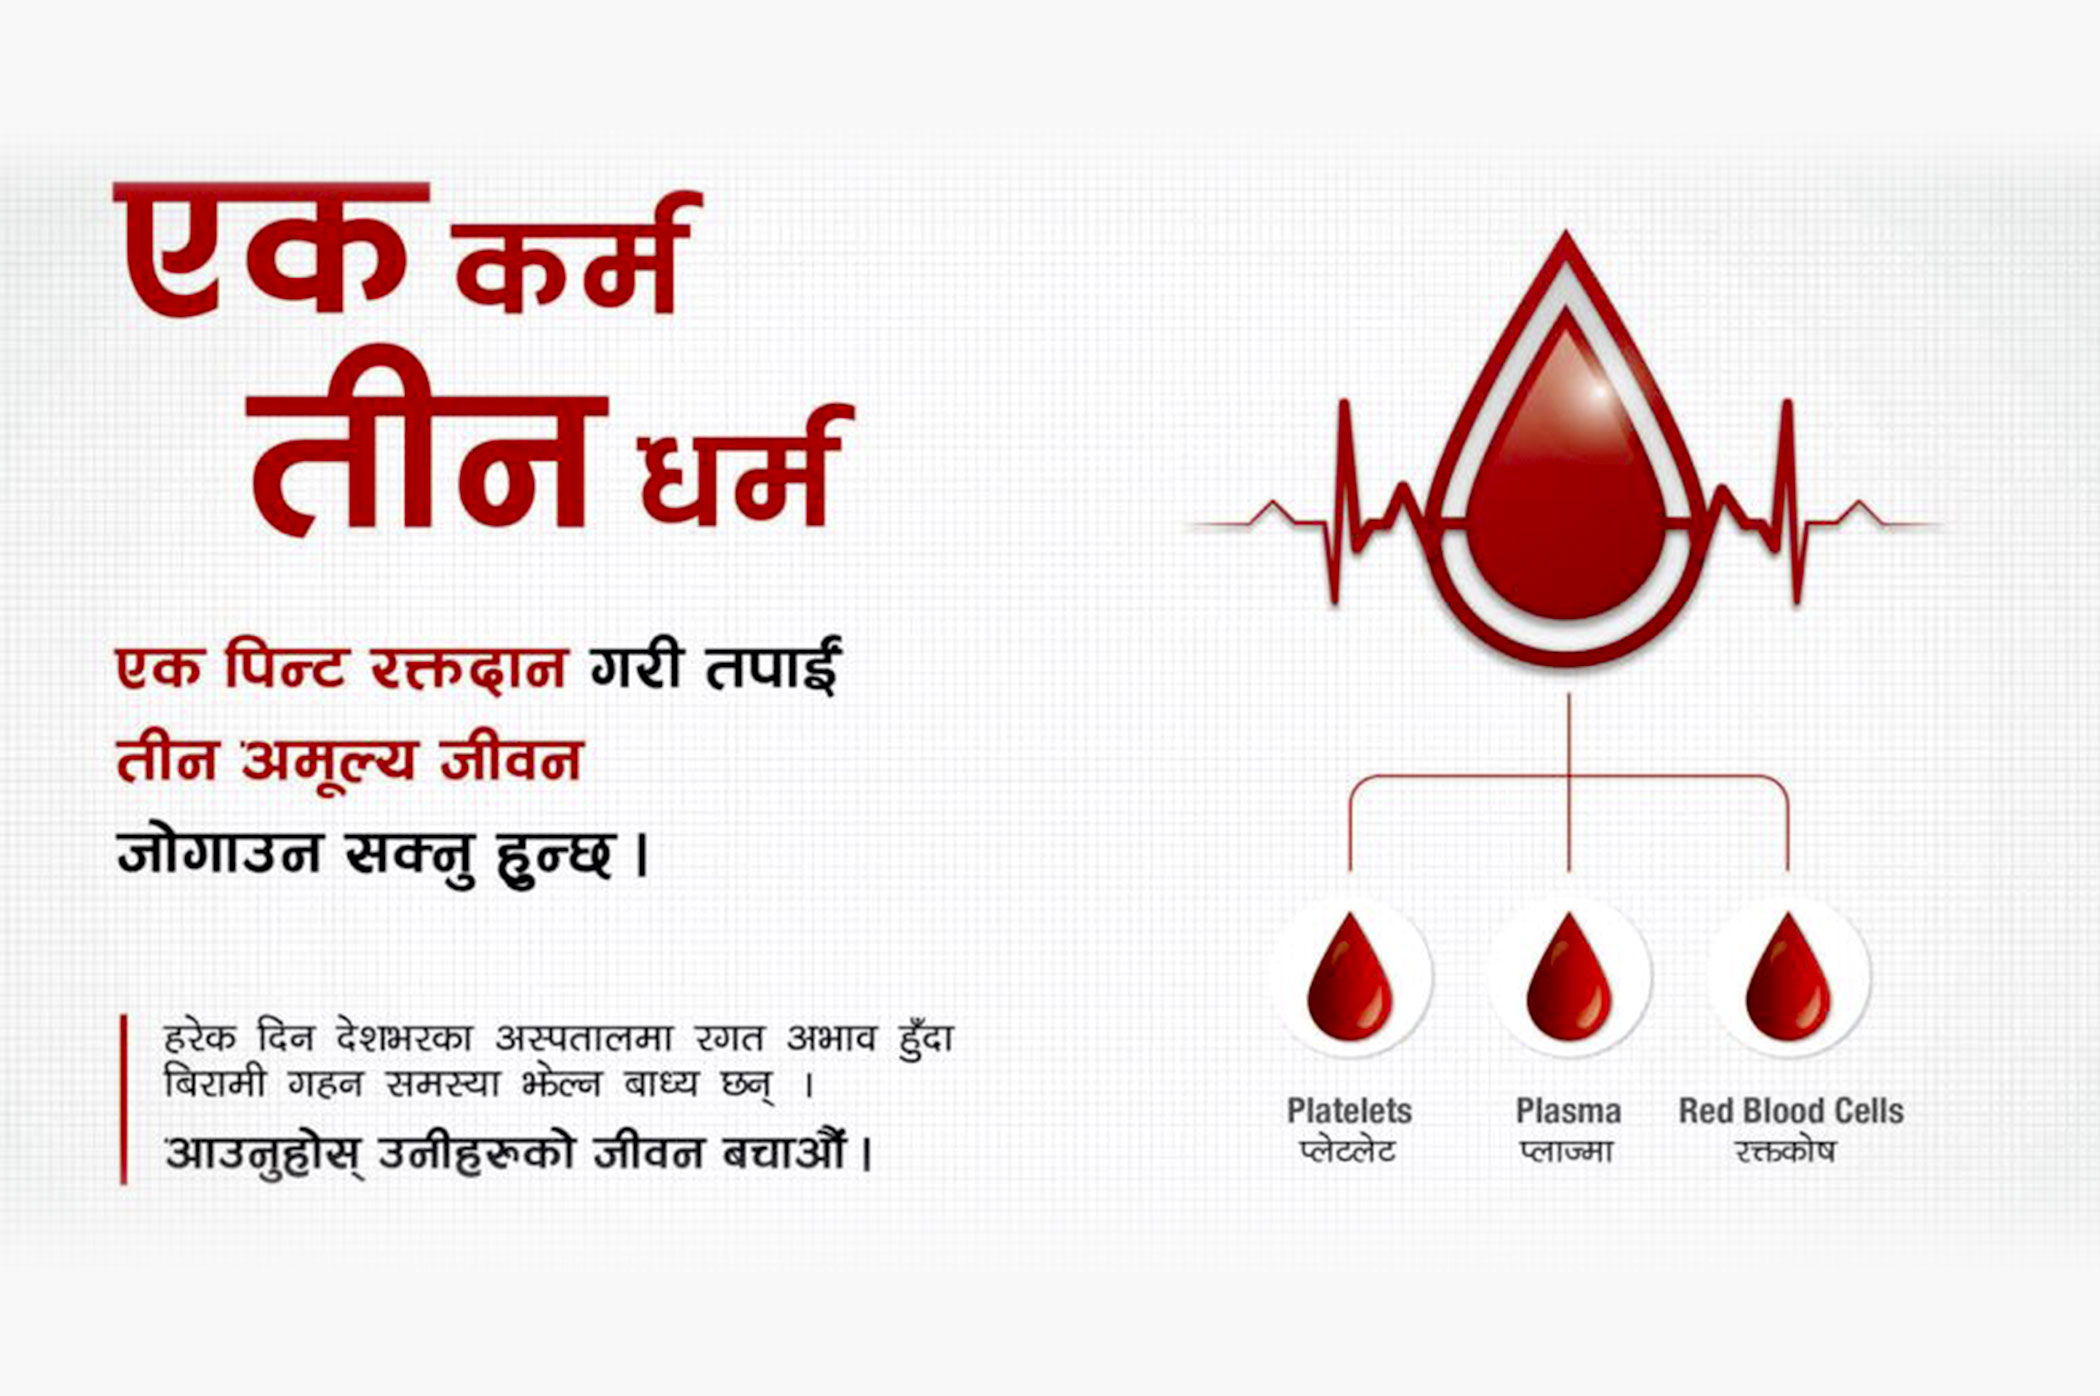 एक कर्म
तीन धर्म
एक पिन्ट रक्तदान गरी तपाईं
तीन अमूल्य जीवन
जोगाउन सक्नु हुन्छ ।
हरेक दिन देशभरका अस्पतालमा रगत अभाव हुँदा
बिरामी गहन समस्या झेल्न बाध्य छन् ।
आउनुहोस् उनीहरूको जीवन बचाऔं ।
Platelets
प्लेटलेट
Plasma
प्लाज्मा
Red Blood Cells
रक्तकोष